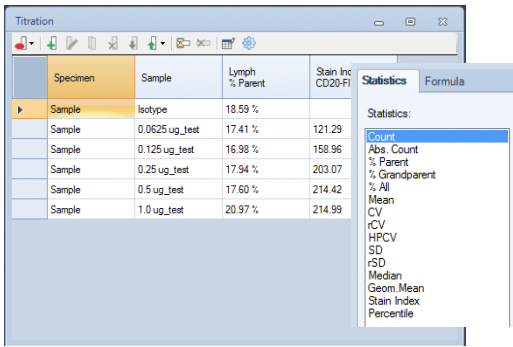 Titration
Specimen Sample Lymph % Parent Stain CD20-FI
Sample Isotype 18.59 %
Sample 0.0625 ug_test 17.41 % 121.29
Sample 0.125 ug_test 16.98 % 158.96
Sample 0.25 ug_test 17.94 % 203.07
Sample 0.5 ug_test 17.60 % 214.42
Sample 1.0 ug_test 20.97 % 214.99
Statistics Formula
Statistics:
Count
Abs. Count
% Parent
% Grandparent
% All
Mean
CV
rCV
HPCV
SD
rSD
Median
Geom.Mean
Stain Index
Percentile